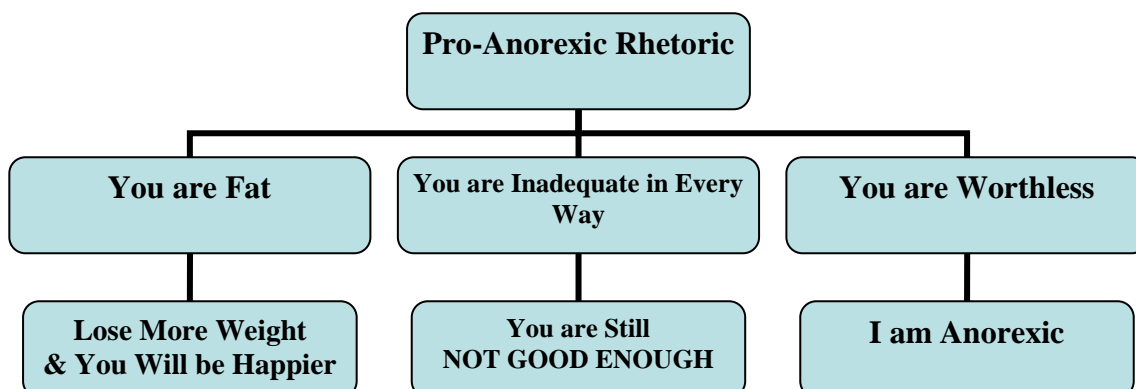 Pro-Anorexic Rhetoric
You are Fat
You are Inadequate in Every
Way
You are Worthless
Lose More Weight
& You Will be Happier
You are Still
NOT GOOD ENOUGH
I am Anorexic